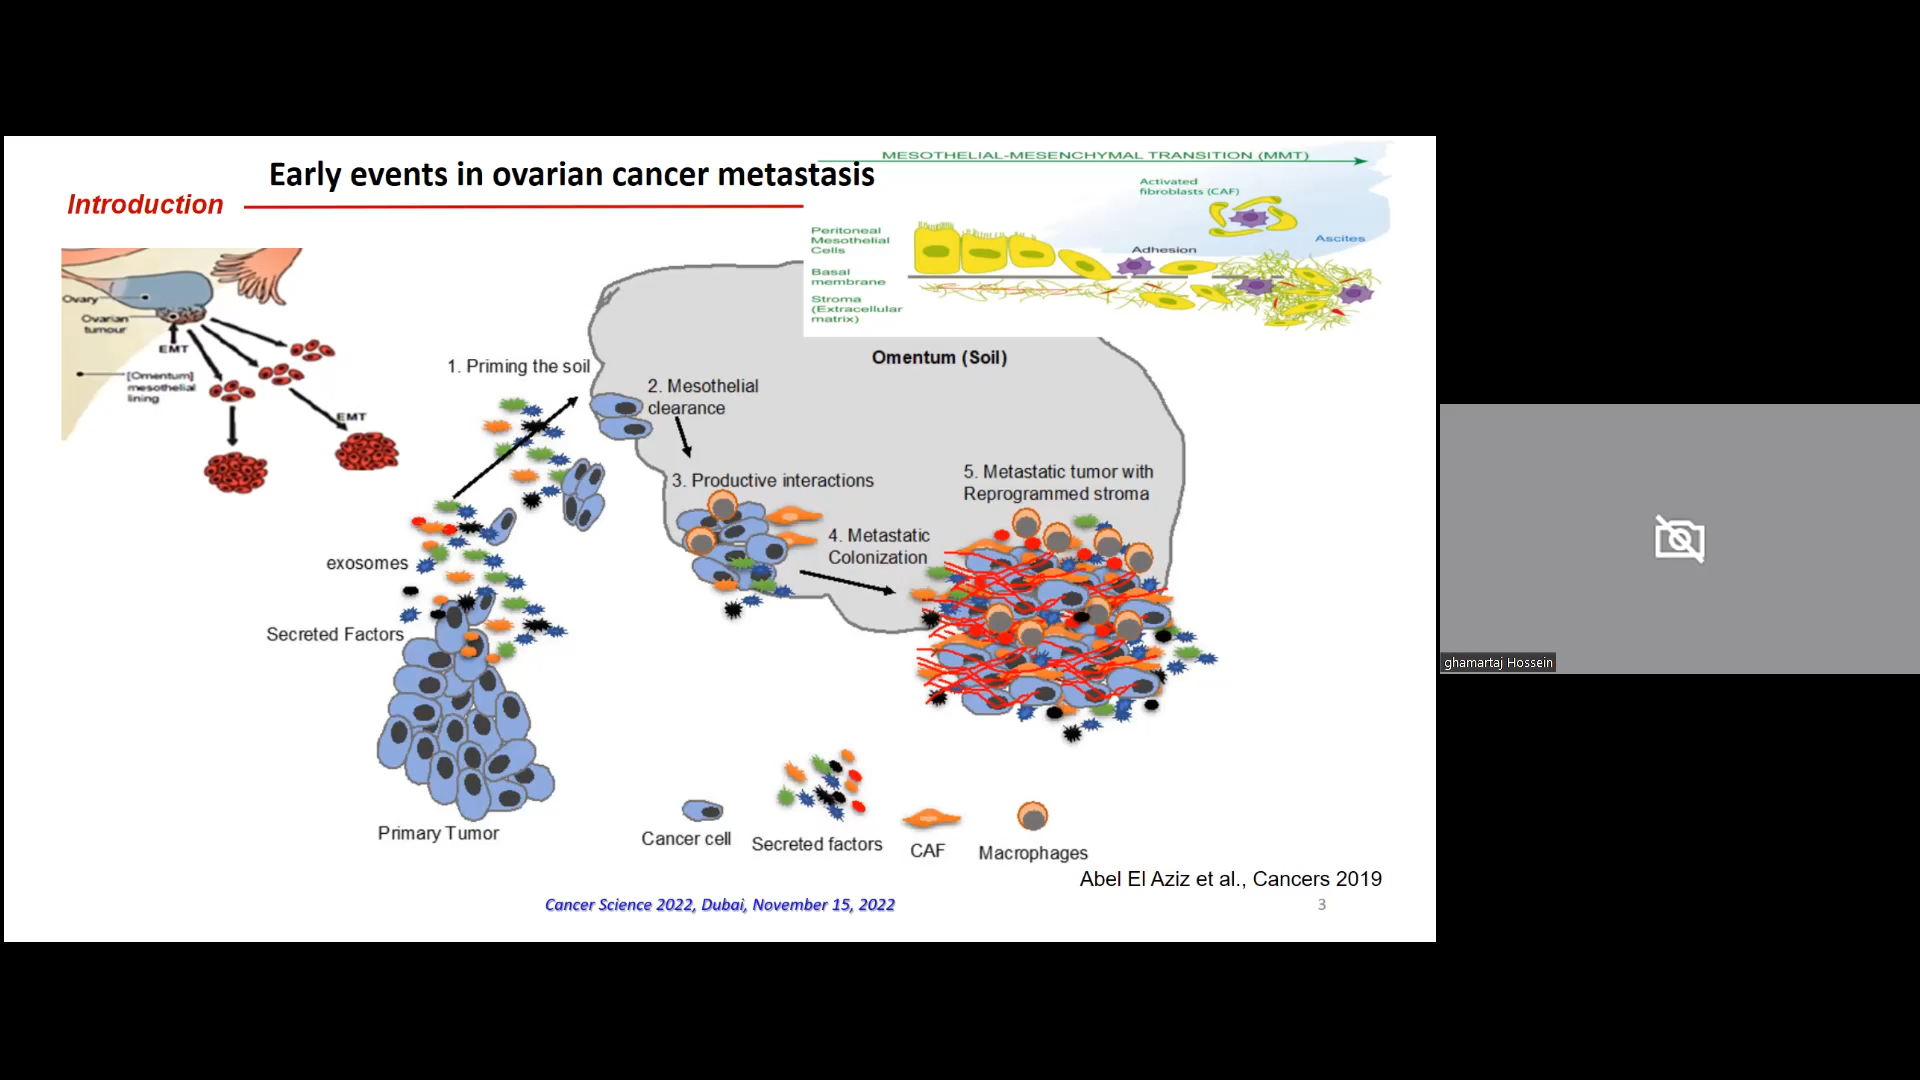 Early events in ovarian cancer metastasis
Introduction
MESOTHELIAL-MESENCHYMAL TRANSITION (MMT)
Activated
fibroblasts (CAF)
Peritoneal
Mesothelial
Cells
Adhesion
Ascites
Basal
membrane
Stroma
(Extracellular
matrix)
Ovary
Ovarian
tumour
EMT
[Omentum]
mesothelial
lining
EMT
Omentum (Soil)
1. Priming the soil
2. Mesothelial
clearance
3. Productive interactions
4. Metastatic
Colonization
5. Metastatic tumor with
Reprogrammed stroma
exosomes
Secreted Factors
Primary Tumor
Cancer cell
Secreted factors
CAF
Macrophages
Abel El Aziz et al., Cancers 2019
Cancer Science 2022, Dubai, November 15, 2022
3
ghamartaj Hossein